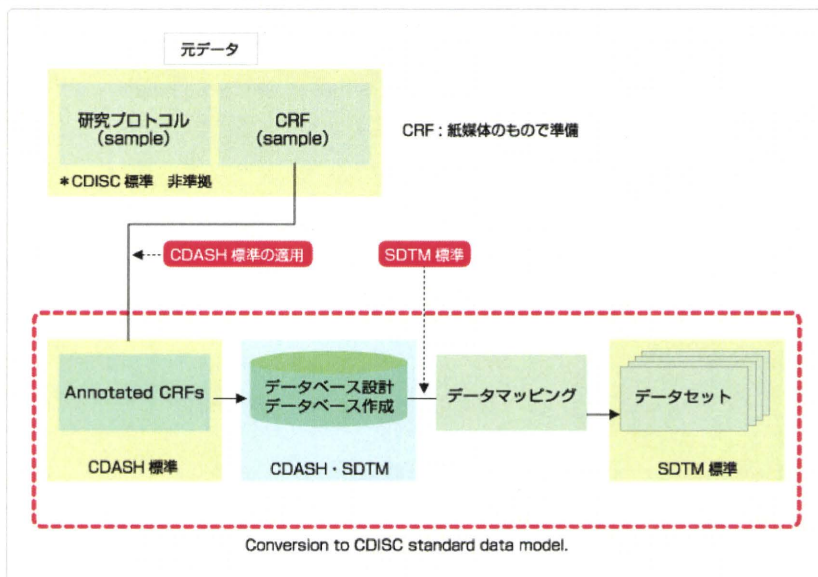 元データ
研究プロトコル
(sample)
CRF
(sample)
CRF : 紙媒体のもので準備
＊CDISC 標準　非準拠
CDASH 標準の適用
SDTM 標準
Annotated CRFs
データベース設計
データベース作成
データマッピング
データセット
CDASH 標準
CDASH・SDTM
SDTM 標準
Conversion to CDISC standard data model.